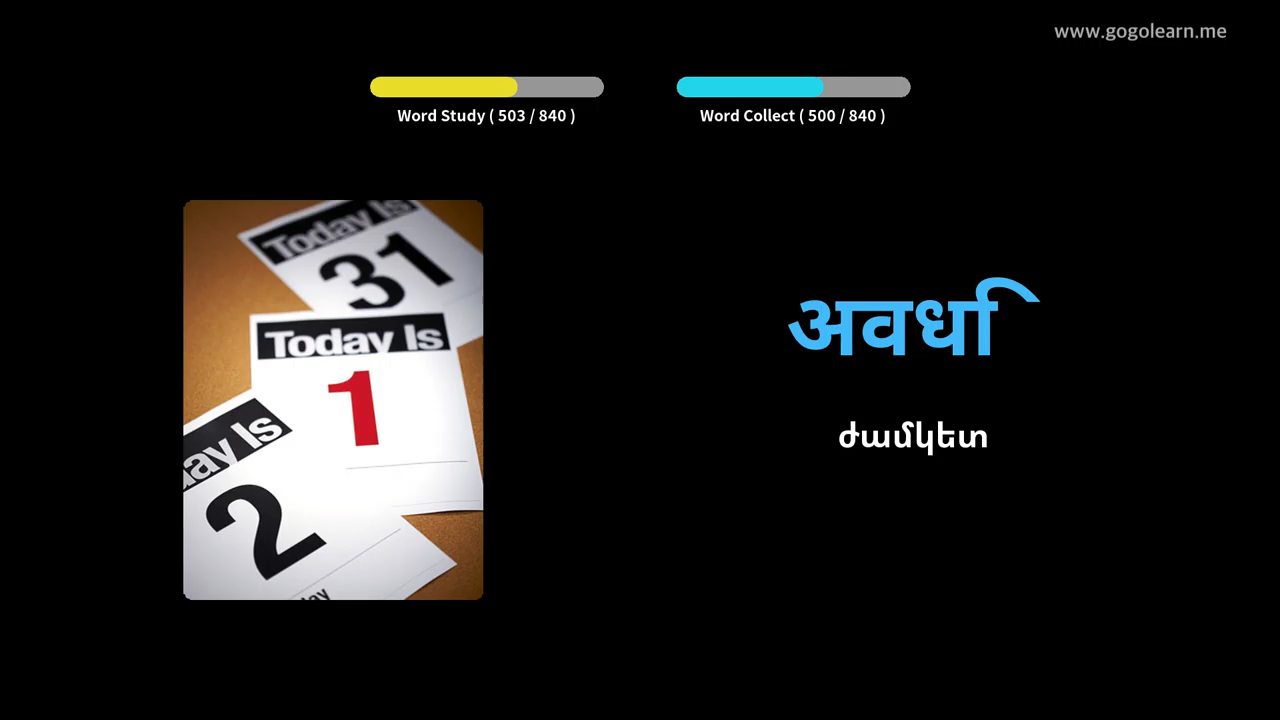 www.gogolearn.me
Word Study ( 503 / 840 )
Word Collect ( 500 / 840 )
Today Is
31
Today Is
1
ay Is
2
ay
अवधि
ժամկետ